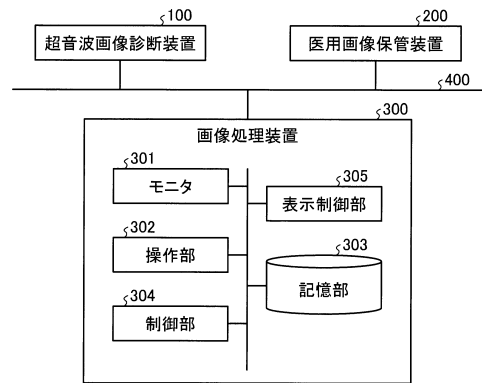 100
超音波画像診断装置
200
医用画像保管装置
400
300
画像処理装置
301
モニタ
305
表示制御部
302
操作部
303
記憶部
304
制御部